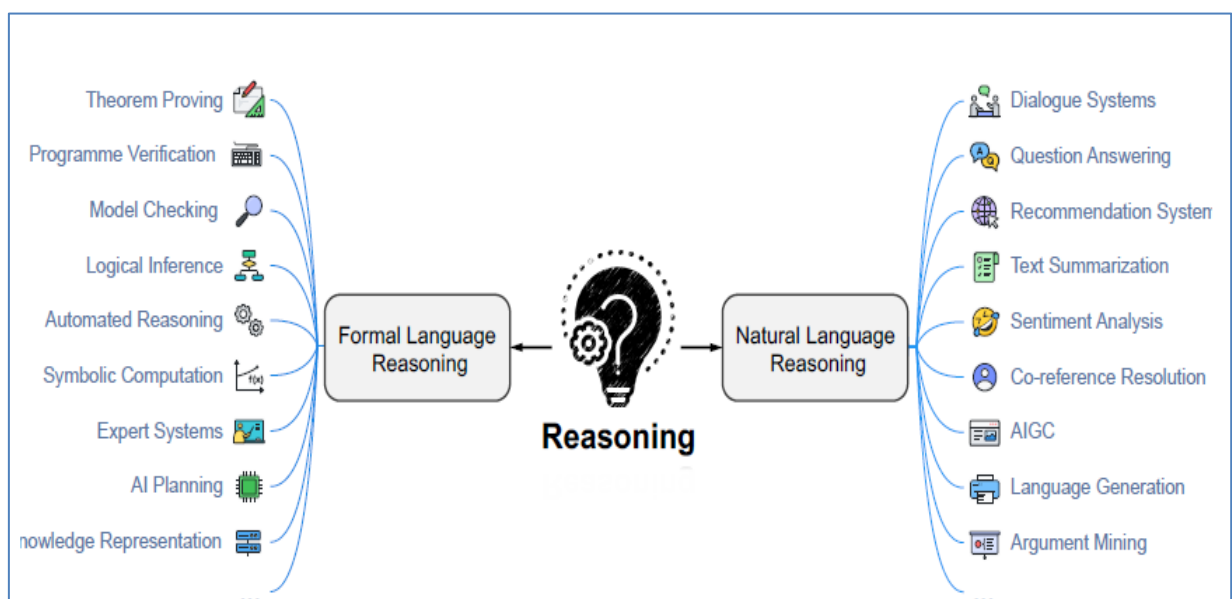 Theorem Proving
Programme Verification
Model Checking
Logical Inference
Automated Reasoning
f(x)
Symbolic Computation
Expert Systems
AI Planning
nowledge Representation
Formal Language
Reasoning
Reasoning
Natural Language
Reasoning
Dialogue Systems
A
Q
Question Answering
Recommendation System
Text Summarization
Sentiment Analysis
Co-reference Resolution
AIGC
Language Generation
Argument Mining